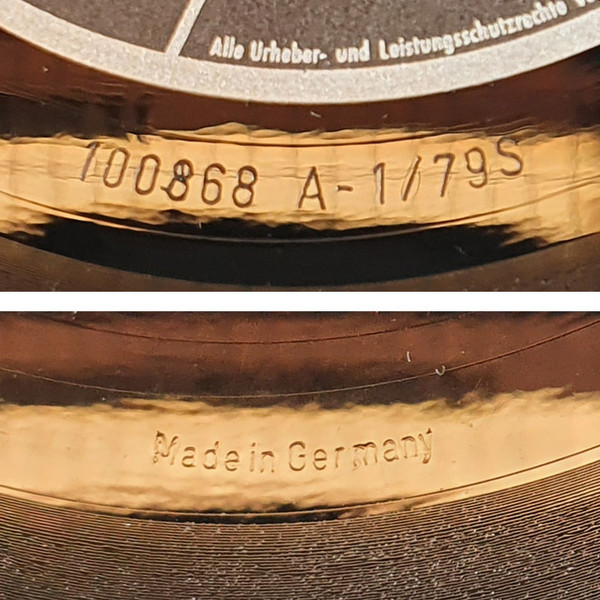 Alle Urheber- und Leistungsschutzrechte
100868 A-1/79S
Made in Germany